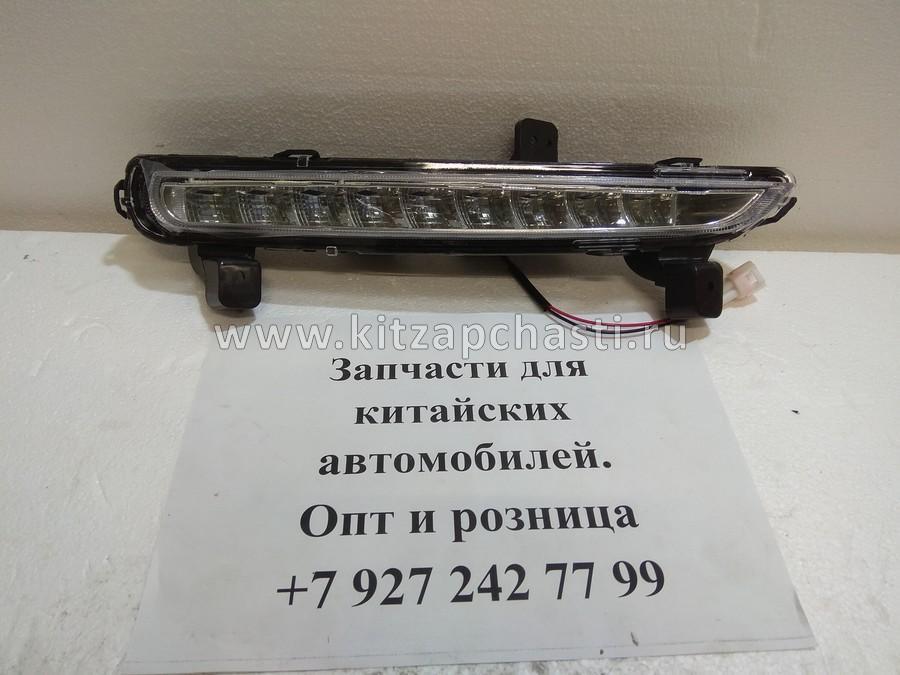 www.kitzapchasti.ru
Запчасти для
китайских
автомобилей.
Опт и розница
+7 927 242 77 99